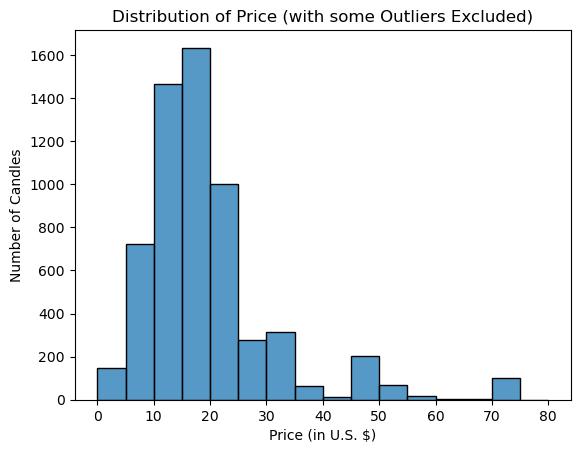 Distribution of Price (with some Outliers Excluded)
1600
1400
1200
1000
800
600
400
200
0
Number of Candles
0 10 20 30 40 50 60 70 80
Price (in U.S. $)